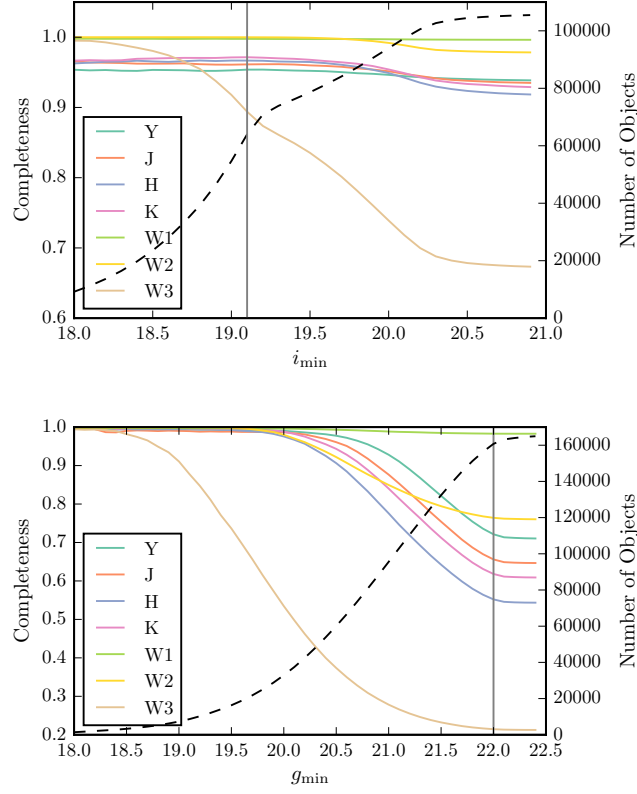 1.0
0.9
0.8
0.7
0.6
Completeness
Y
J
H
K
W1
W2
W3
100000
80000
60000
40000
20000
0
Number of Objects
18.0 18.5 19.0 19.5 20.0 20.5 21.0
i_min
1.0
0.9
0.8
0.7
0.6
0.5
0.4
0.3
0.2
Completeness
Y
J
H
K
W1
W2
W3
160000
140000
120000
100000
80000
60000
40000
20000
0
Number of Objects
18.0 18.5 19.0 19.5 20.0 20.5 21.0 21.5 22.0 22.5
g_min